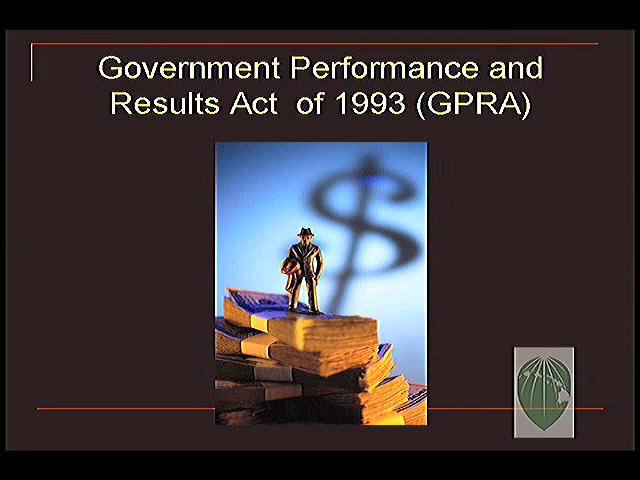 Government Performance and
Results Act of 1993 (GPRA)